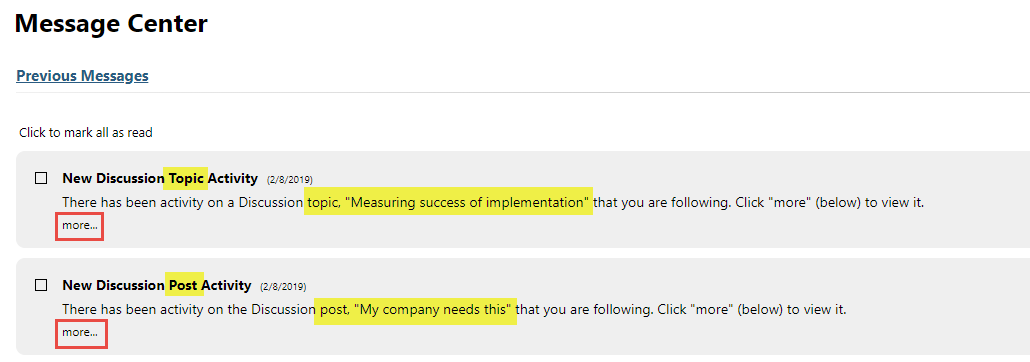 Message Center
Previous Messages
Click to mark all as read
New Discussion Topic Activity (2/8/2019)
There has been activity on a Discussion topic, "Measuring success of implementation" that you are following. Click "more" (below) to view it.
more...
New Discussion Post Activity (2/8/2019)
There has been activity on the Discussion post, "My company needs this" that you are following. Click "more" (below) to view it.
more...